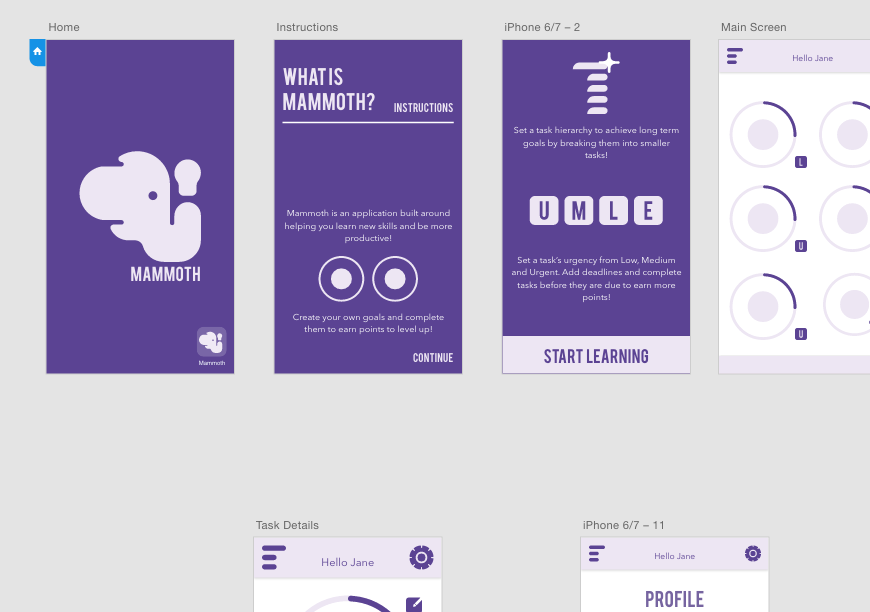 Home
Instructions
iPhone 6/7 – 2
Main Screen
MAMMOTH
Mammoth
WHAT IS
MAMMOTH?
INSTRUCTIONS
Mammoth is an application built around
helping you learn new skills and be more
productive!
Create your own goals and complete
them to earn points to level up!
CONTINUE
Set a task hierarchy to achieve long term
goals by breaking them into smaller
tasks!
U M L E
Set a task's urgency from Low, Medium
and Urgent. Add deadlines and complete
tasks before they are due to earn more
points!
START LEARNING
Hello Jane
L
U
U
Task Details
Hello Jane
iPhone 6/7 – 11
Hello Jane
PROFILE